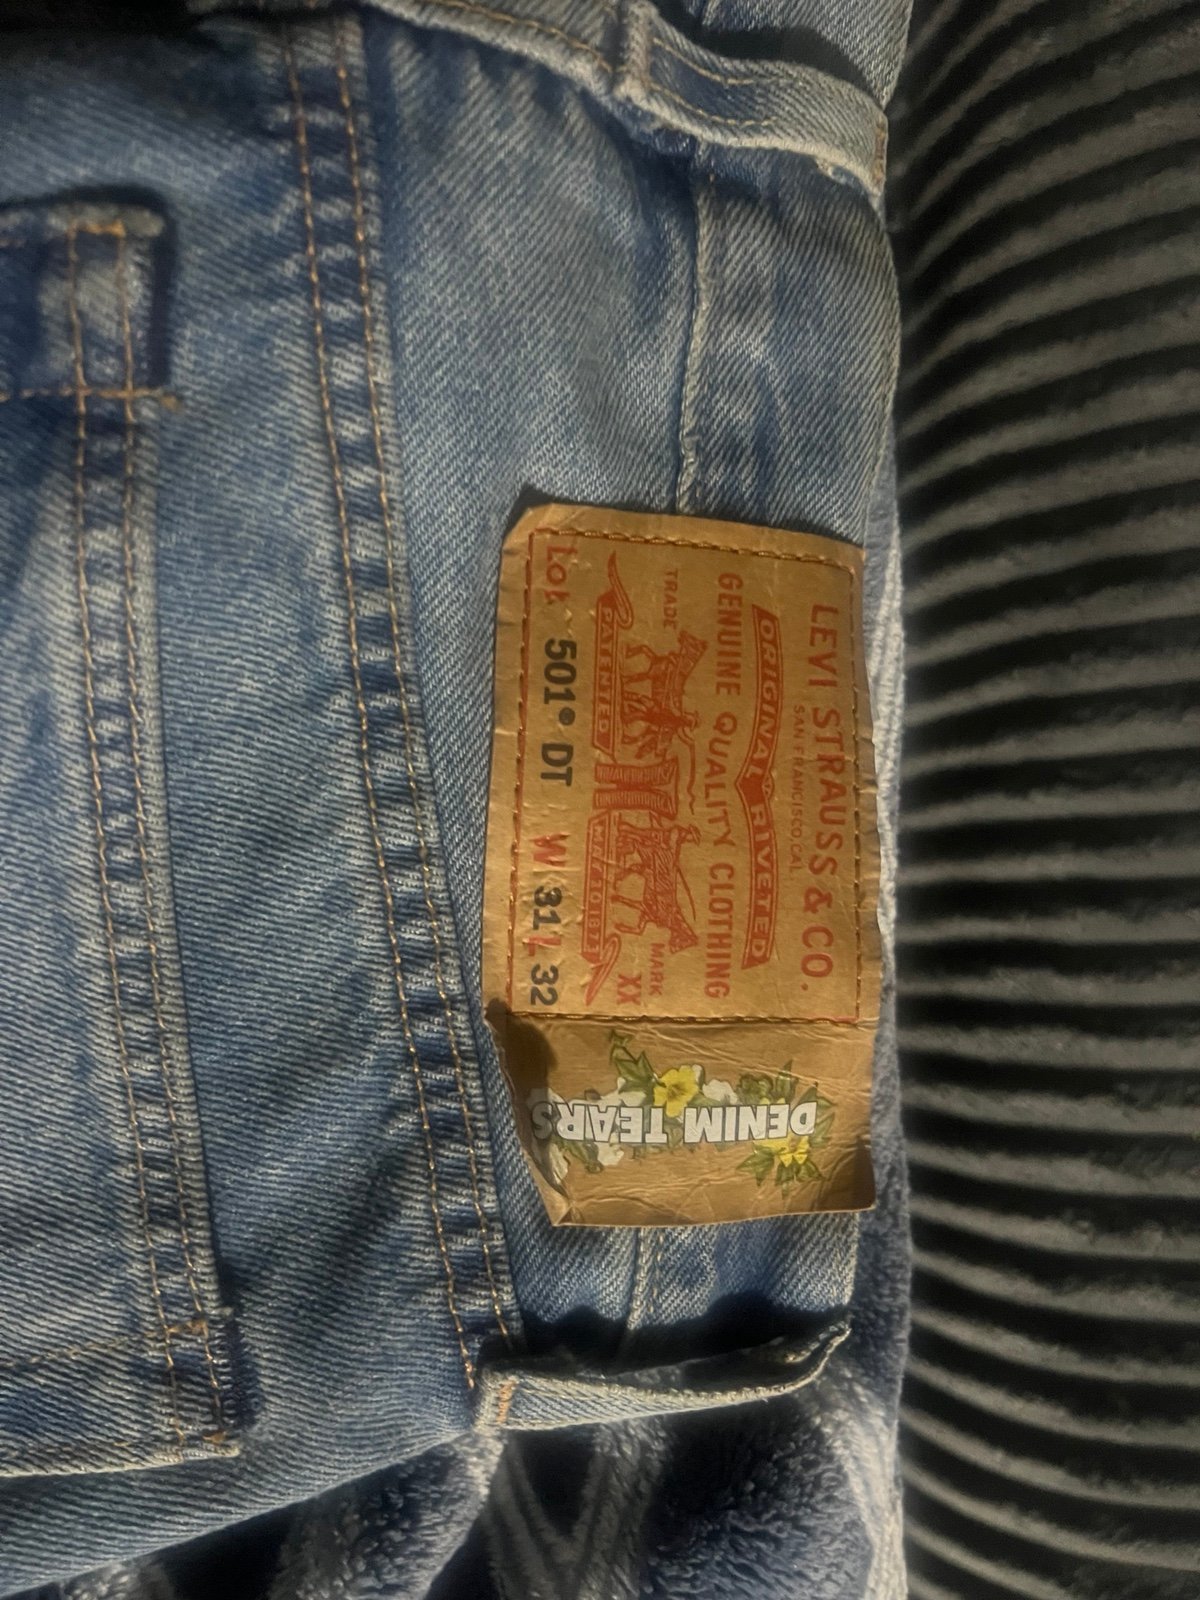 LEVI STRAUSS & CO.
SAN FRANCISCO, CAL.
ORIGINAL RIVETED
GENUINE QUALITY CLOTHING
TRADE MARK
PATENTED
XX
Lot 501® DT W 31 L 32
DENIM TEARS